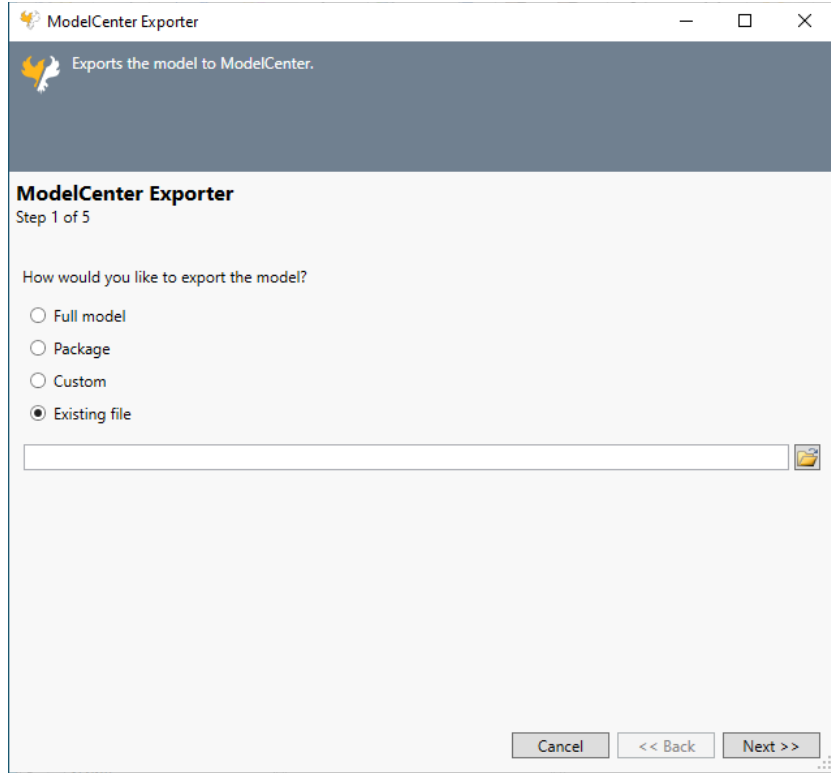 ModelCenter Exporter
Exports the model to ModelCenter.
ModelCenter Exporter
Step 1 of 5
How would you like to export the model?
Full model
Package
Custom
Existing file
Cancel << Back Next >>